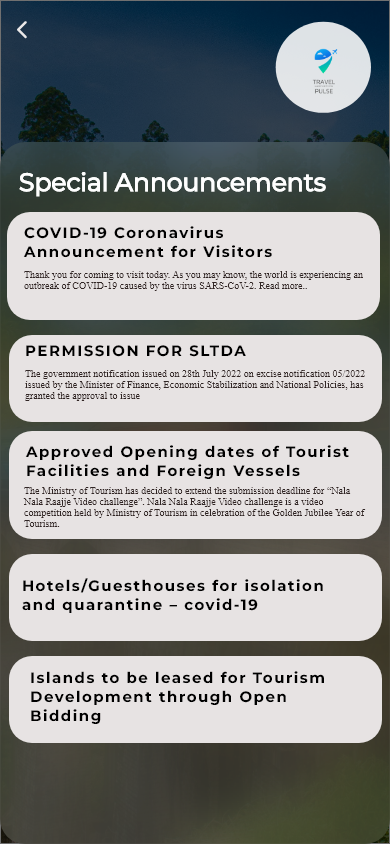 TRAVEL
PULSE
Special Announcements
COVID-19 Coronavirus
Announcement for Visitors
Thank you for coming to visit today. As you may know, the world is experiencing an
outbreak of COVID-19 caused by the virus SARS-CoV-2. Read more..
PERMISSION FOR SLTDA
The government notification issued on 28th July 2022 on excise notification 05/2022
issued by the Minister of Finance, Economic Stabilization and National Policies, has
granted the approval to issue
Approved Opening dates of Tourist
Facilities and Foreign Vessels
The Ministry of Tourism has decided to extend the submission deadline for “Nala
Nala Raajje Video challenge”. Nala Nala Raajje Video challenge is a video
competition held by Ministry of Tourism in celebration of the Golden Jubilee Year of
Tourism.
Hotels/Guesthouses for isolation
and quarantine – covid-19
Islands to be leased for Tourism
Development through Open
Bidding